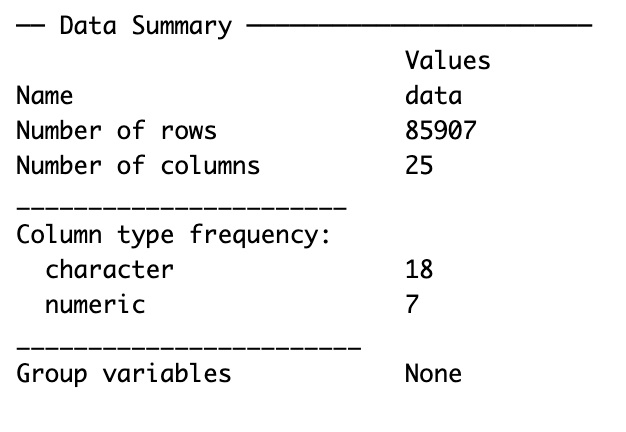 ── Data Summary ────────────────────────
                           Values
Name                       data
Number of rows             85907
Number of columns          25
_______________________
Column type frequency:
  character                18
  numeric                  7
________________________
Group variables            None